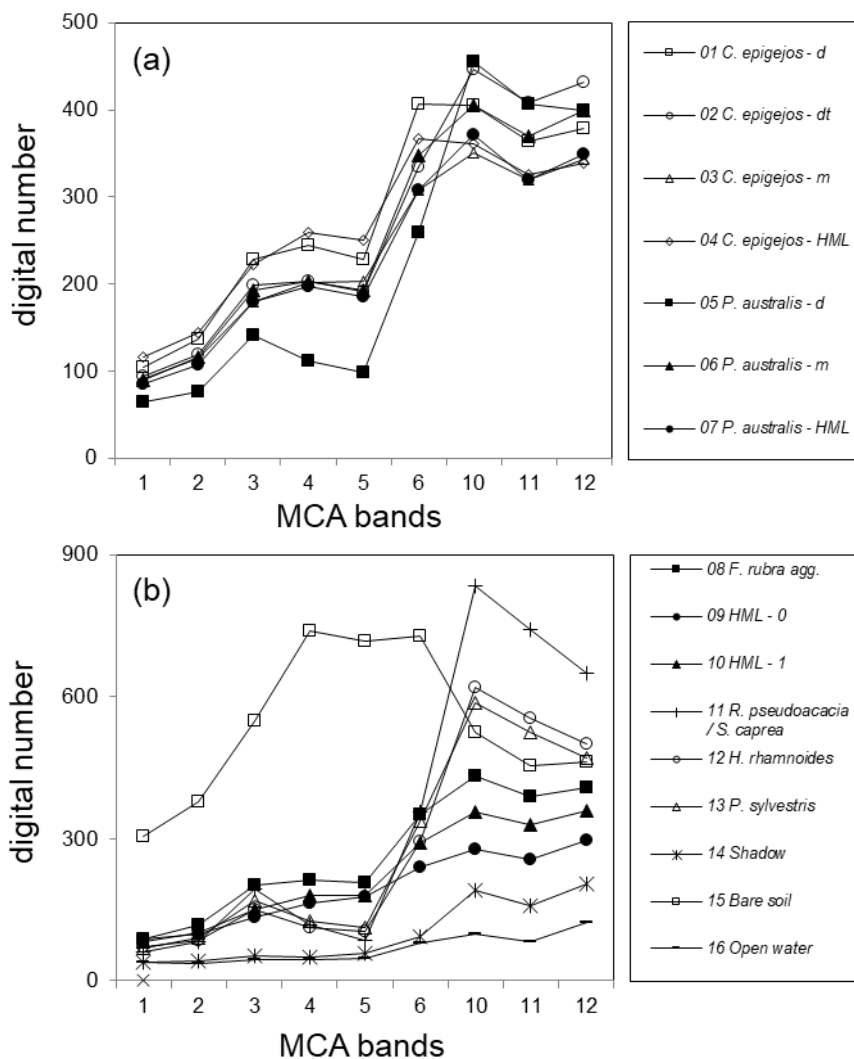 500
(a)
400
300
200
100
0
digital number
1 2 3 4 5 6 10 11 12
MCA bands
01 C. epigejos - d
02 C. epigejos - dt
03 C. epigejos - m
04 C. epigejos - HML
05 P. australis - d
06 P. australis - m
07 P. australis - HML
900
(b)
600
300
0
digital number
1 2 3 4 5 6 10 11 12
MCA bands
08 F. rubra agg.
09 HML - 0
10 HML - 1
11 R. pseudoacacia
/ S. caprea
12 H. rhamnoides
13 P. sylvestris
14 Shadow
15 Bare soil
16 Open water